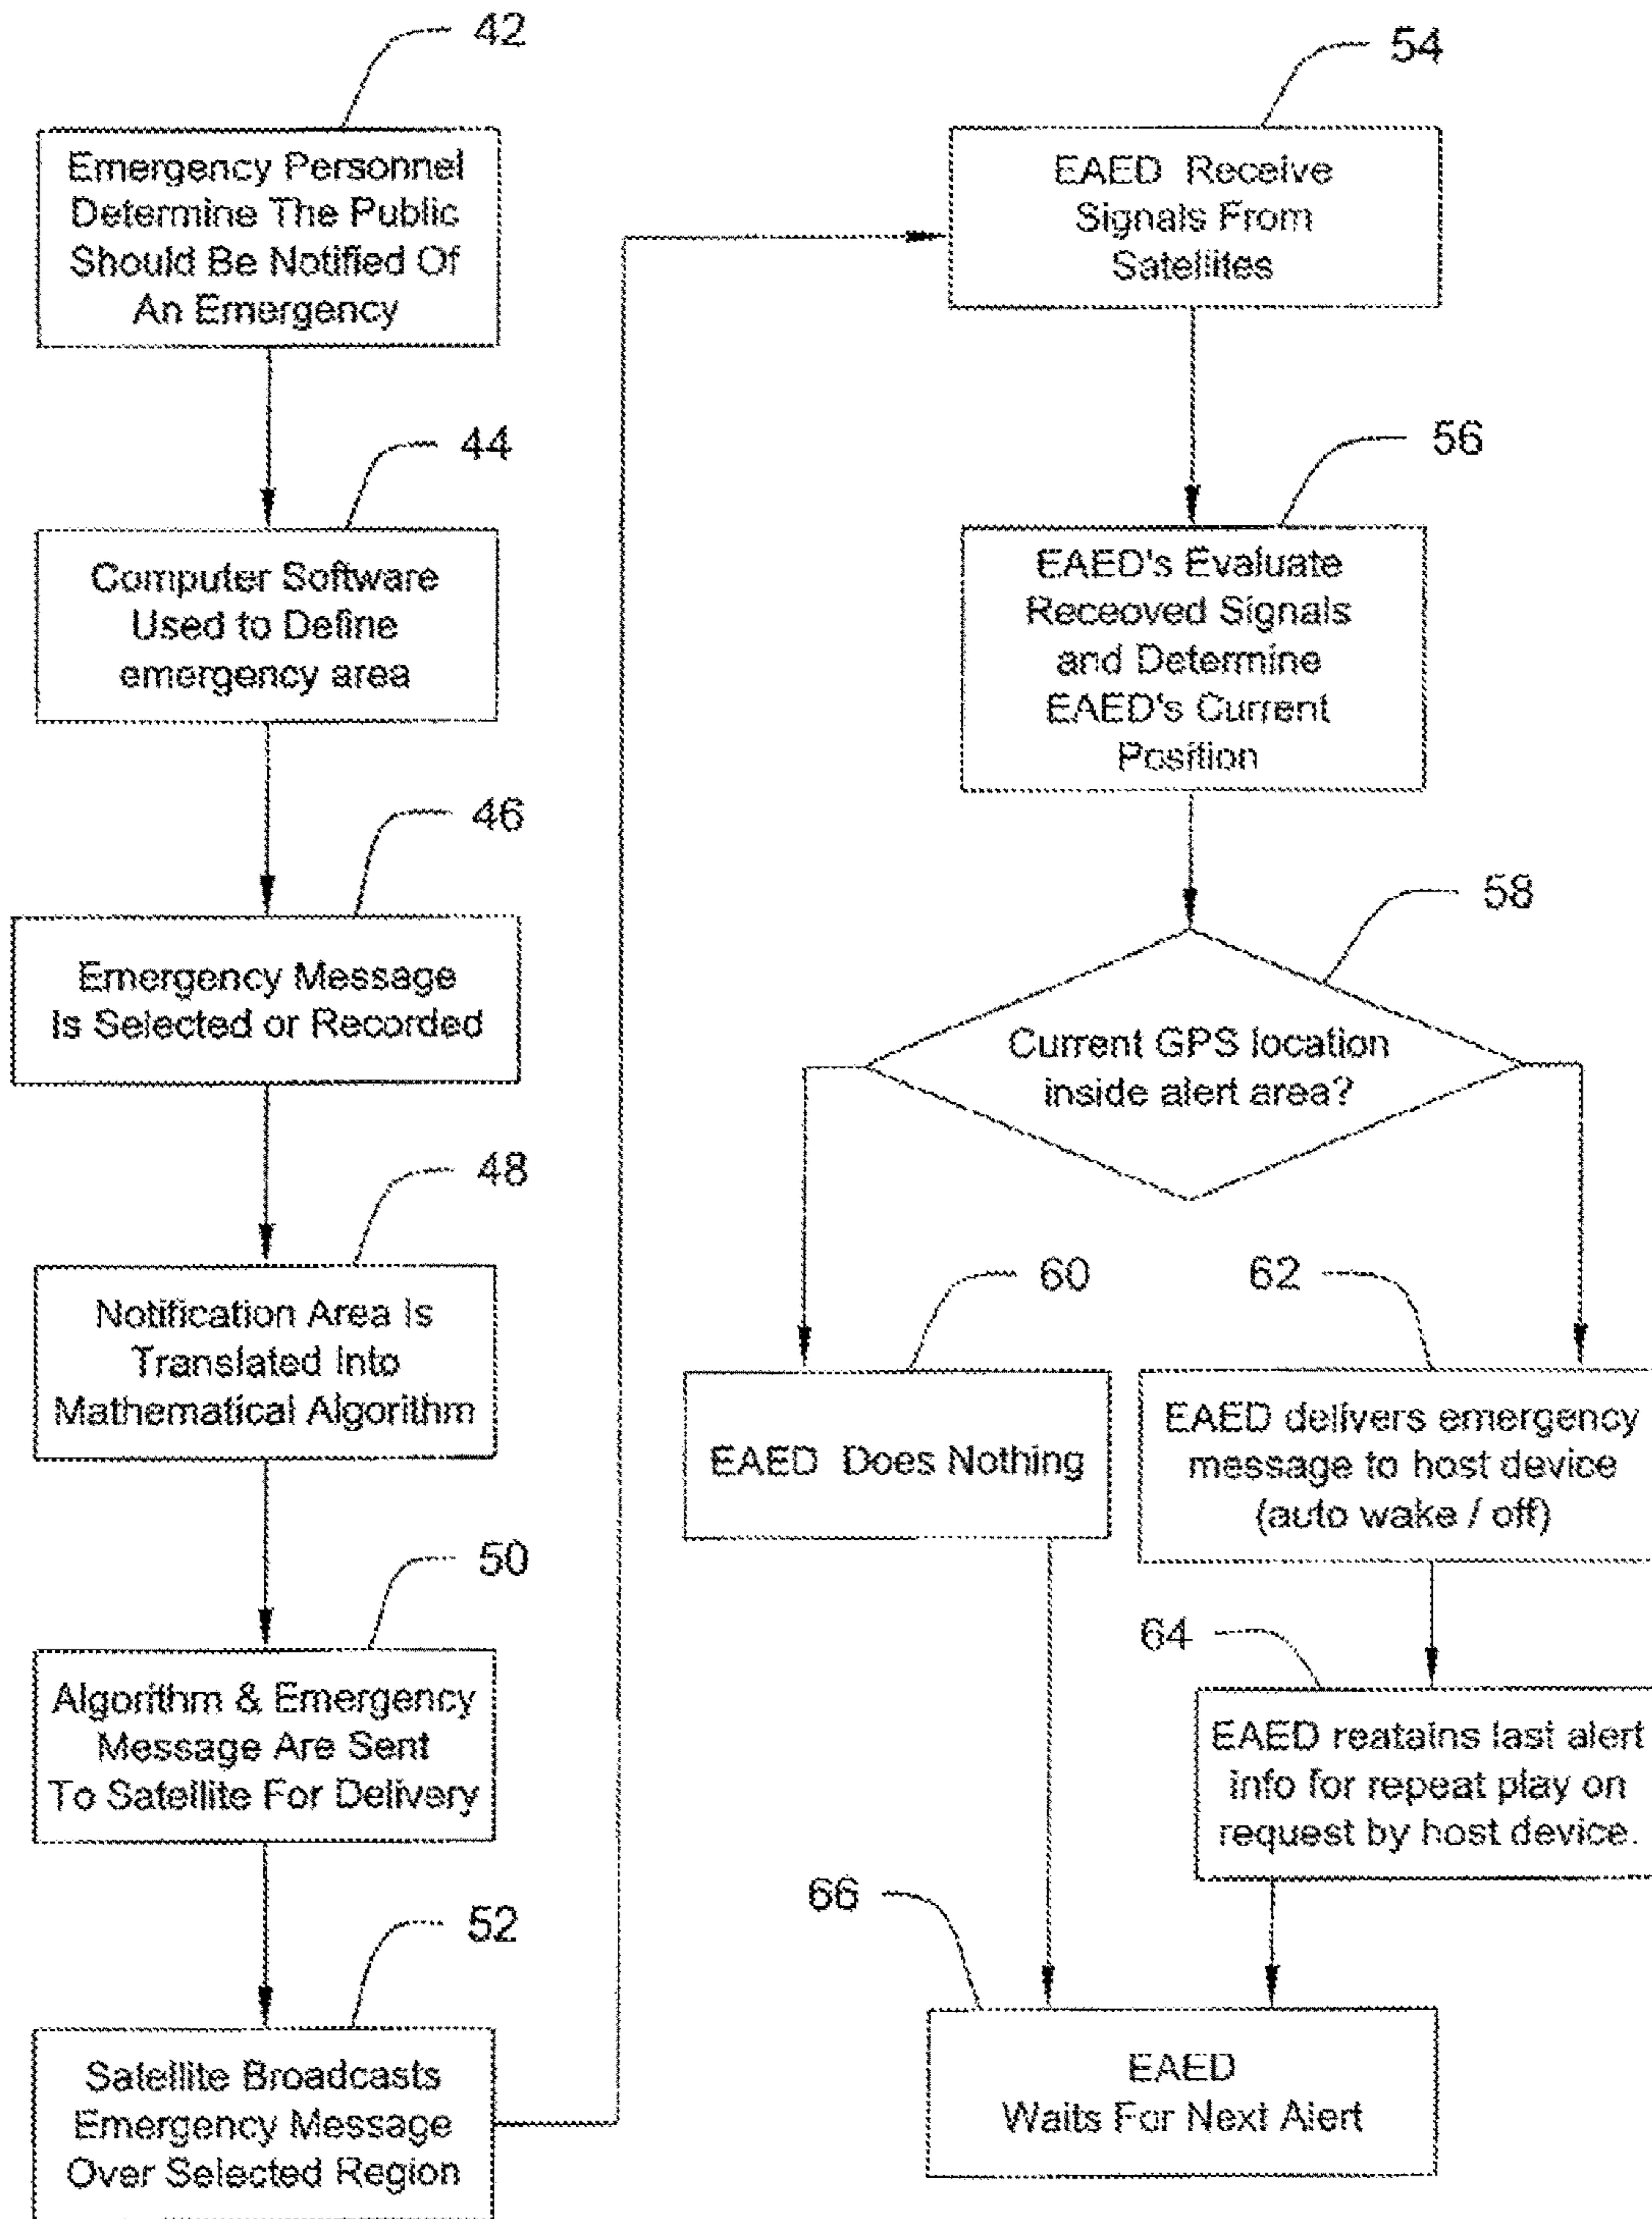 42
Emergency Personnel
Determine The Public
Should Be Notified Of
An Emergency
44
Computer Software
Used to Define
emergency area
46
Emergency Message
Is Selected or Recorded
48
Notification Area Is
Translated Into
Mathematical Algorithm
50
Algorithm & Emergency
Message Are Sent
To Satellite For Delivery
52
Satellite Broadcasts
Emergency Message
Over Selected Region
54
EAED Receive
Signals From
Satellites
56
EAED's Evaluate
Receoved Signals
and Determine
EAED's Current
Position
58
Current GPS location
inside alert area?
60
EAED Does Nothing
62
EAED delivers emergency
message to host device
(auto wake / off)
64
EAED reatains last alert
info for repeat play on
request by host device.
66
EAED
Waits For Next Alert